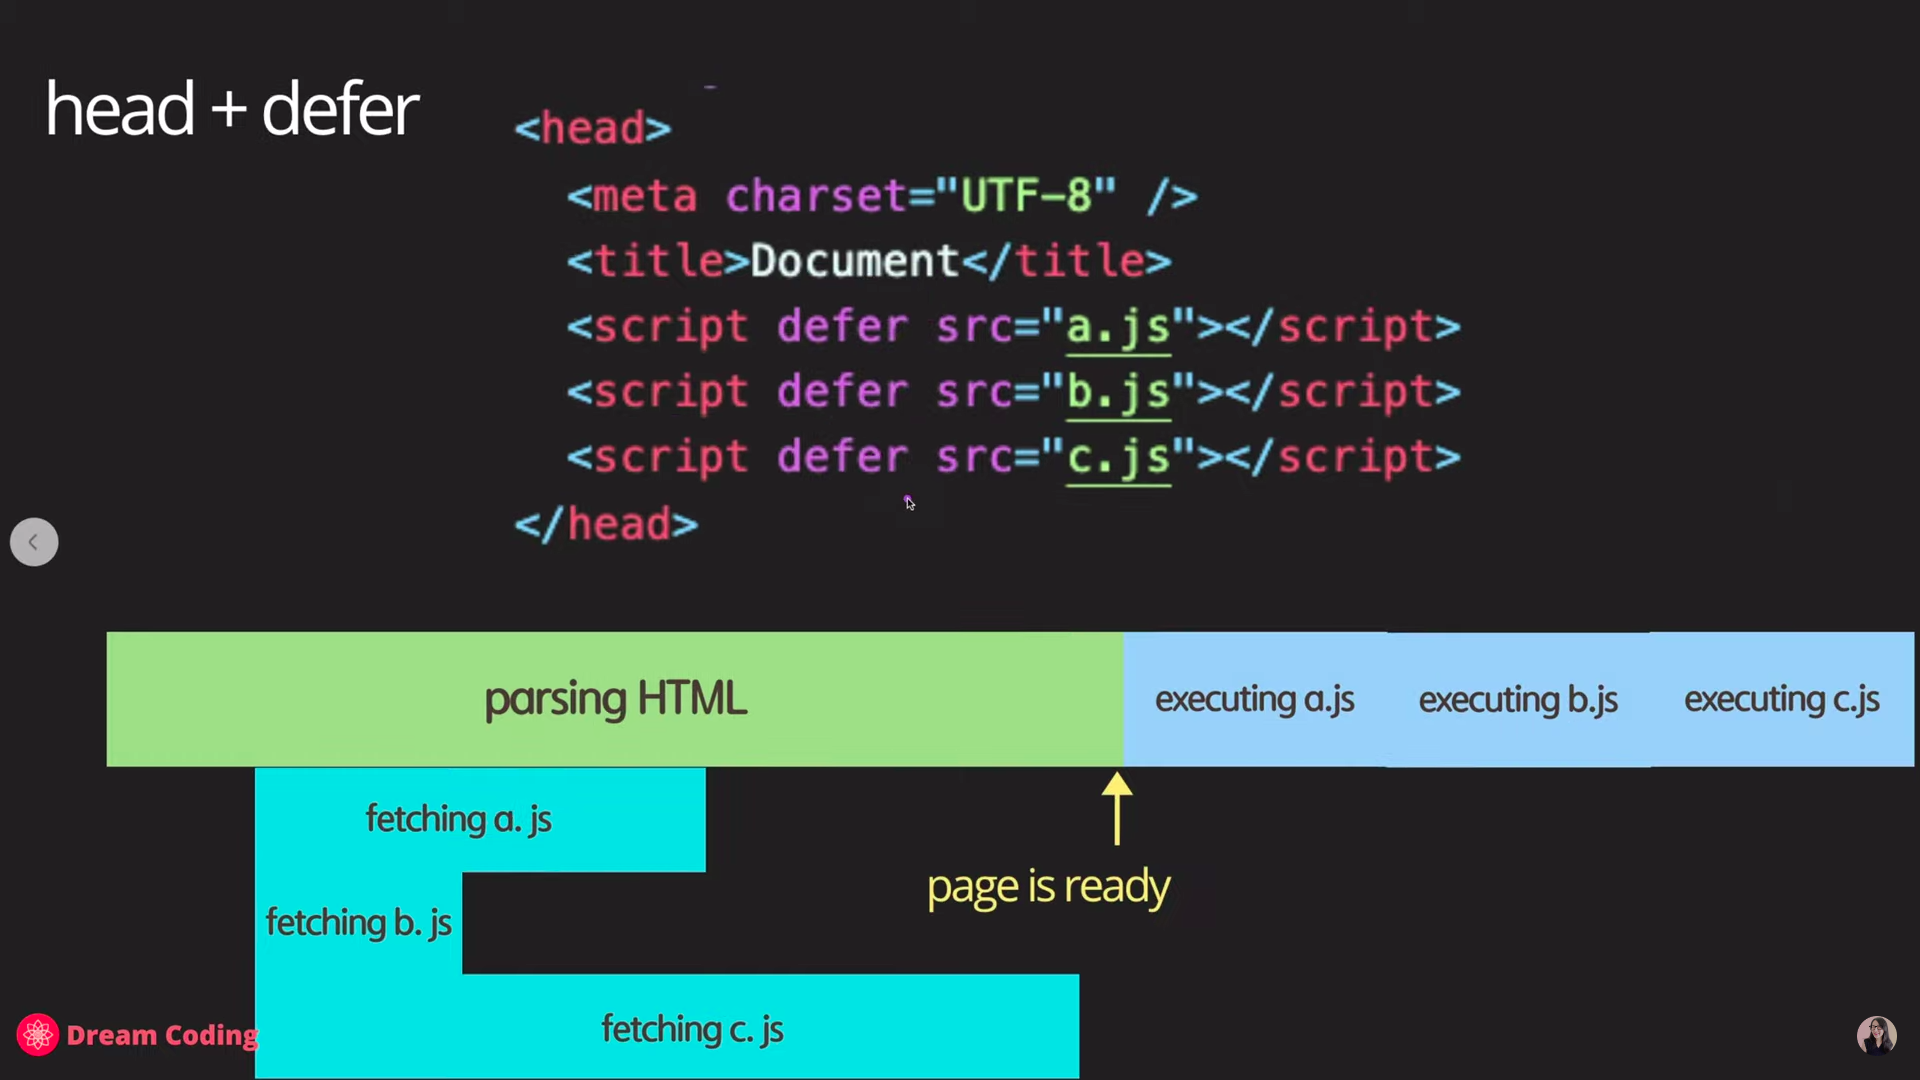 head + defer
<head>
<meta charset="UTF-8" />
<title>Document</title>
<script defer src="a.js"></script>
<script defer src="b.js"></script>
<script defer src="c.js"></script>
</head>
parsing HTML
executing a.js
executing b.js
executing c.js
fetching a. js
fetching b. js
fetching c. js
page is ready
Dream Coding